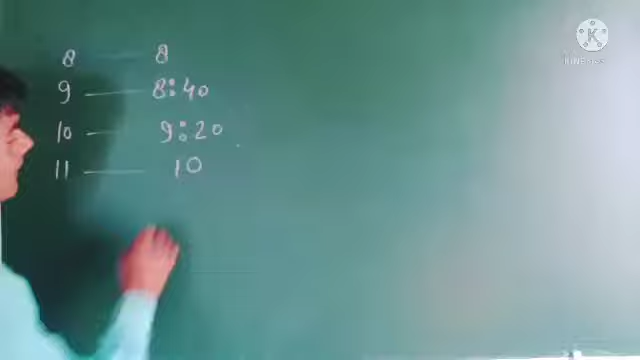 8 — 8
9 — 8:40
10 — 9:20
11 — 10
K